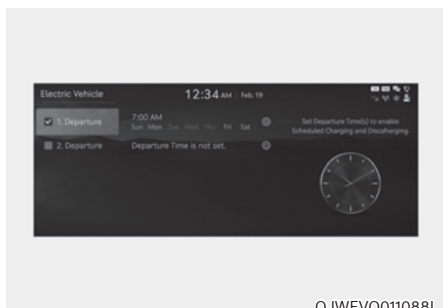 Electric Vehicle
12:34 AM | Feb. 19
1. Departure
7:00 AM
Sun Mon Tue Wed Thu Fri Sat
Set Departure Time(s) to enable
Scheduled Charging and Discaharging.
2. Departure
Departure Time is not set.
OJWEVQ011088L